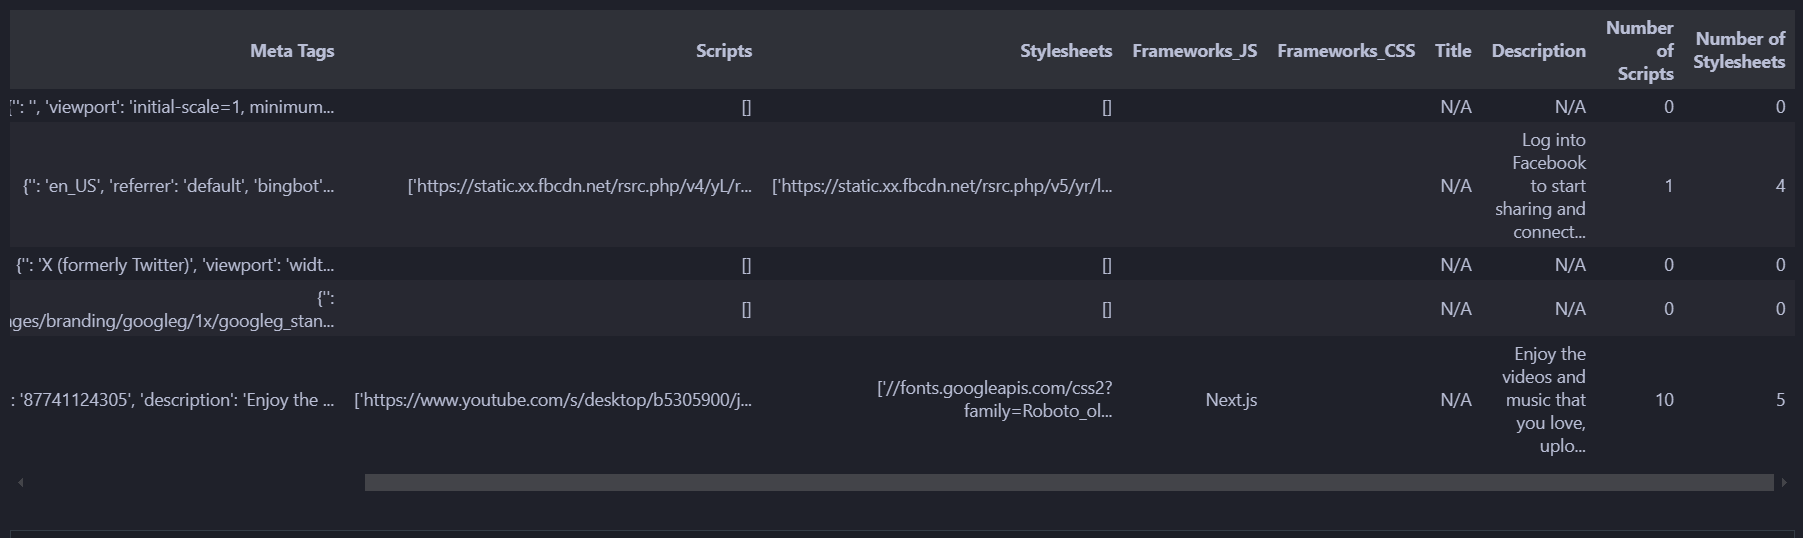 Meta Tags Scripts Stylesheets Frameworks_JS Frameworks_CSS Title Description Number of Scripts Number of Stylesheets
{'': '', 'viewport': 'initial-scale=1, minimum... [] [] N/A N/A 0 0
{'': 'en_US', 'referrer': 'default', 'bingbot'... ['https://static.xx.fbcdn.net/rsrc.php/v4/yL/r... ['https://static.xx.fbcdn.net/rsrc.php/v5/yr/l... N/A Log into Facebook to start sharing and connect... 1 4
{'': 'X (formerly Twitter)', 'viewport': 'widt... [] [] N/A N/A 0 0
{'':
ages/branding/googleg/1x/googleg_stan... [] [] N/A N/A 0 0
: '87741124305', 'description': 'Enjoy the ... ['https://www.youtube.com/s/desktop/b5305900/j... ['//fonts.googleapis.com/css2?family=Roboto_ol... Next.js N/A Enjoy the videos and music that you love, uplo... 10 5